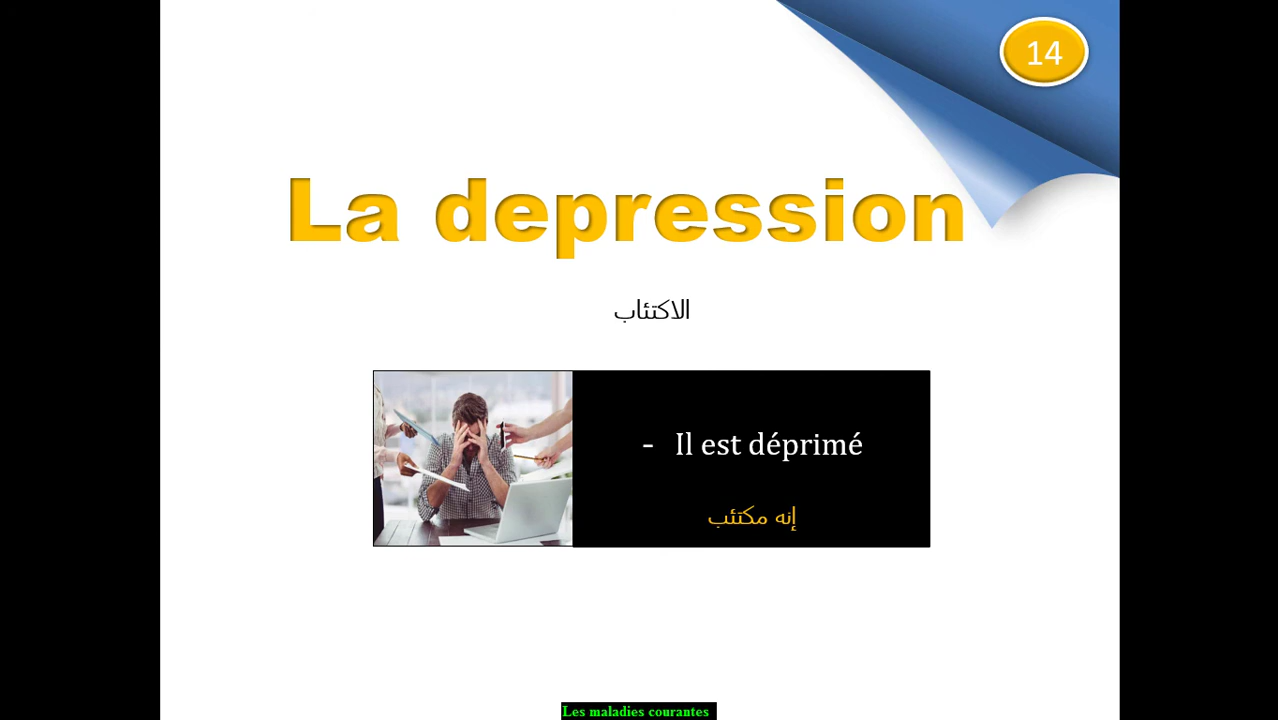 14
La depression
الاكتئاب
- Il est déprimé
إنه مكتئب
Les maladies courantes